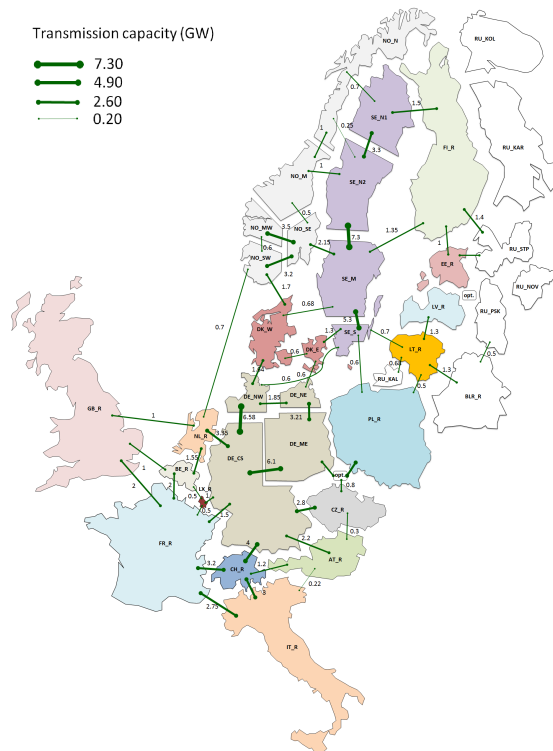 Transmission capacity (GW)
7.30
4.90
2.60
0.20
NO_N
RU_KOL
0.7
SE_N1
1.5
0.25
1
3.3
FI_R
RU_KAR
1
NO_M
SE_N2
0.5
NO_MW
3.5
NO_SE
1.35
1.4
7.3
2.15
0.6
NO_SW
1
RU_STP
EE_R
3.2
SE_M
1.7
RU_NOV
opt.
LV_R
RU_PSK
0.68
5.3
DK_W
1.3
SE_S
0.7
1.3
0.7
DK_E
LT_R
0.6
0.6
0.5
1.64
0.68
1.3
0.6
0.6
RU_KAL
0.5
BLR_R
DE_NW
DE_NE
1.85
GB_R
1
6.58
3.21
PL_R
NL_R
3.55
DE_ME
1.55
DE_CS
1
BE_R
6.1
opt.
2
2
LX_R
0.8
0.5
1
0.5
1.5
2.8
CZ_R
0.3
FR_R
4
2.2
AT_R
3.2
CH_R
1.2
0.22
3
2.75
IT_R